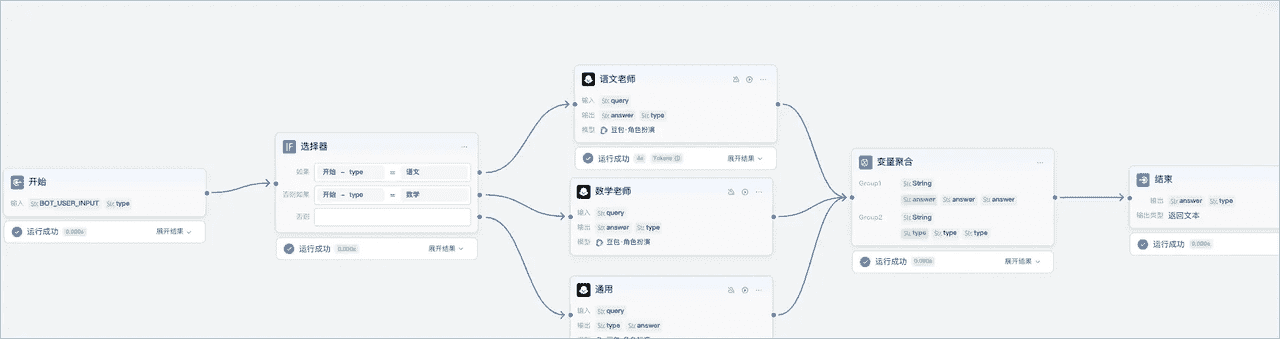 开始
输入 str. BOT_USER_INPUT str. type
运行成功 0.000s 展开结果
选择器
如果 开始 - type = 语文
否则如果 开始 - type = 数学
否则
运行成功 0.000s 展开结果
语文老师
输入 str. query
输出 str. answer str. type
模型 豆包·角色扮演
运行成功 Tokens 展开结果
数学老师
输入 str. query
输出 str. answer str. type
模型 豆包·角色扮演
通用
输入 str. query
输出 str. type str. answer
变量聚合
Group1 str. String
str. answer str. answer str. answer
Group2 str. String
str. type str. type str. type
运行成功 0.000s 展开结果
结束
输出 str. answer str. type
输出类型 返回文本
运行成功 0.000s